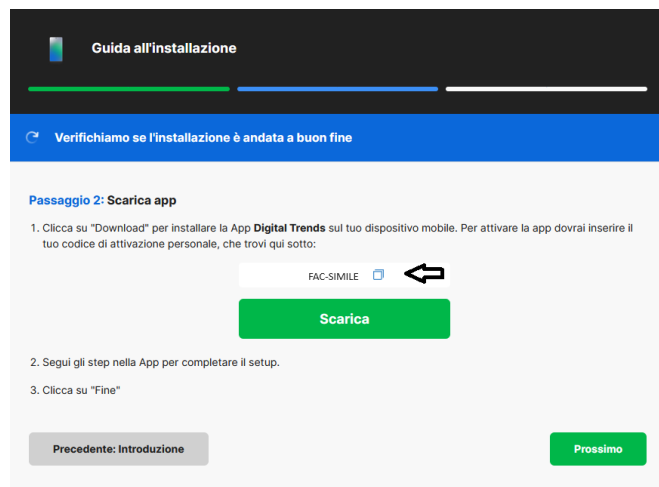 Guida all'installazione
Verifichiamo se l'installazione è andata a buon fine
Passaggio 2: Scarica app
1. Clicca su "Download" per installare la App Digital Trends sul tuo dispositivo mobile. Per attivare la app dovrai inserire il
tuo codice di attivazione personale, che trovi qui sotto:
FAC-SIMILE
Scarica
2. Segui gli step nella App per completare il setup.
3. Clicca su "Fine"
Precedente: Introduzione
Prossimo